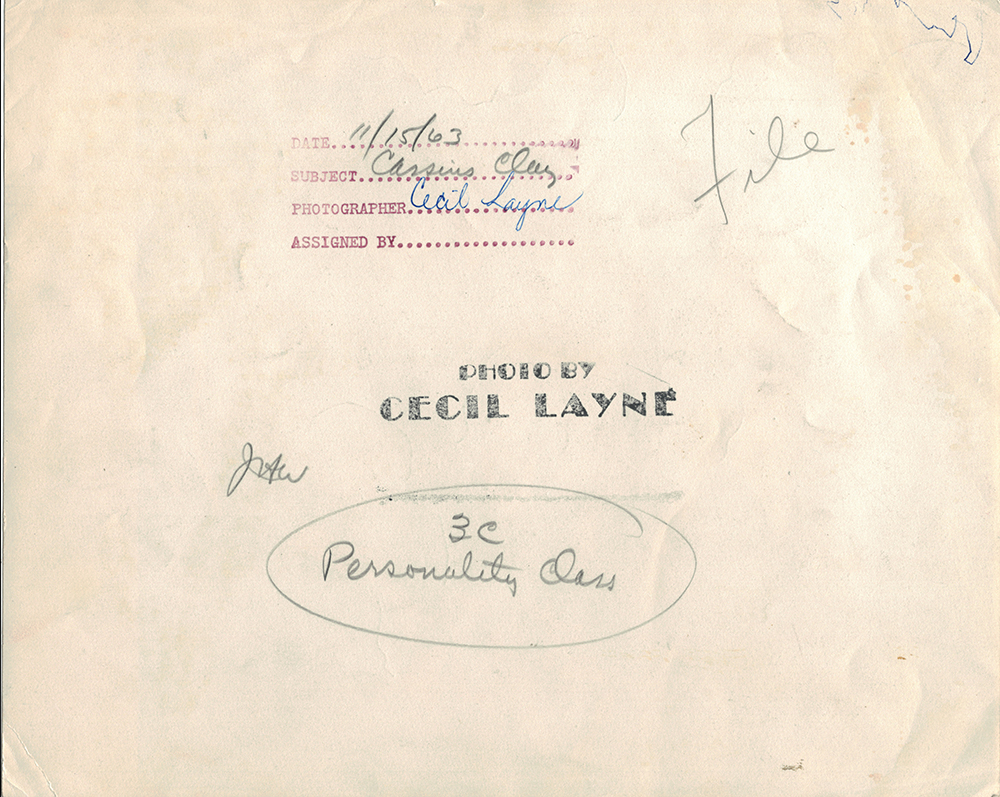 File
DATE 11/15/63
SUBJECT Cassius Clay
PHOTOGRAPHER Cecil Layne
ASSIGNED BY
PHOTO BY
CECIL LAYNE
3C
Personality Class